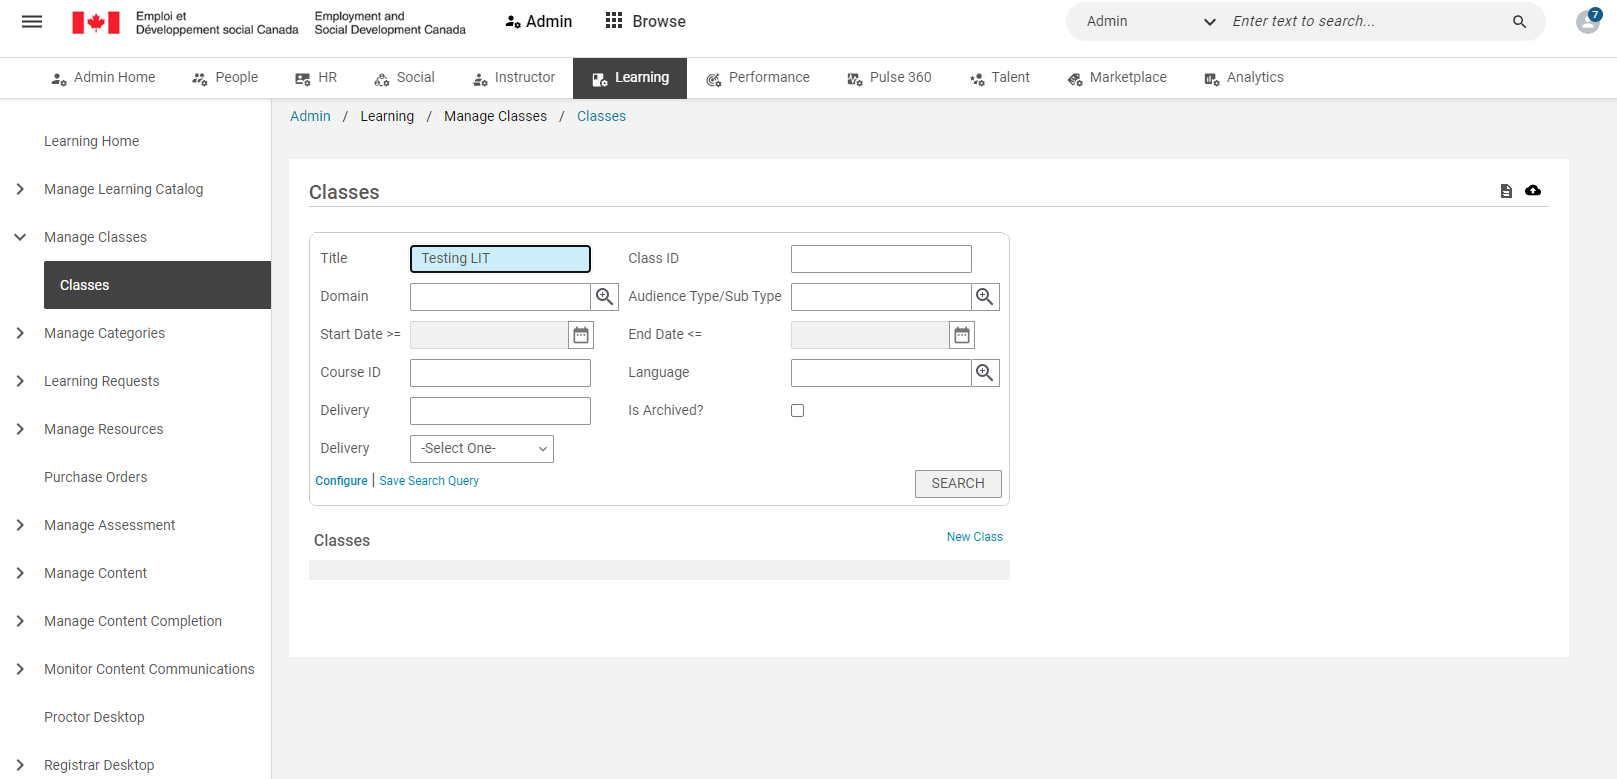 Emploi et
Développement social Canada
Employment and
Social Development Canada
Admin
Browse
Admin
Enter text to search...
7
Admin Home
People
HR
Social
Instructor
Learning
Performance
Pulse 360
Talent
Marketplace
Analytics
Admin / Learning / Manage Classes / Classes
Learning Home
Manage Learning Catalog
Manage Classes
Classes
Manage Categories
Learning Requests
Manage Resources
Purchase Orders
Manage Assessment
Manage Content
Manage Content Completion
Monitor Content Communications
Proctor Desktop
Registrar Desktop
Classes
Title
Testing LIT
Class ID
Domain
Audience Type/Sub Type
Start Date >=
End Date <=
Course ID
Language
Delivery
Is Archived?
Delivery
-Select One-
Configure | Save Search Query
SEARCH
Classes
New Class